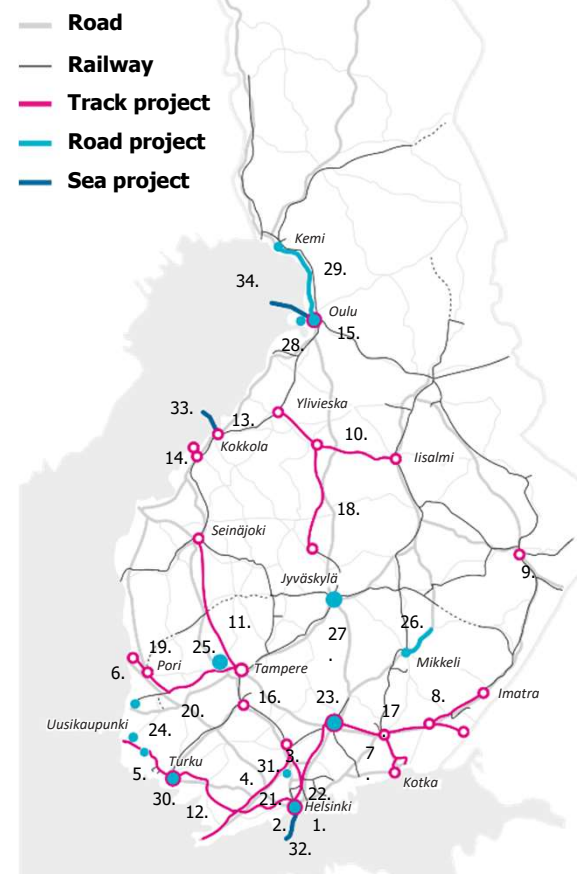 Road
Railway
Track project
Road project
Sea project
Kemi
29.
34.
Oulu
15.
28.
Ylivieska
33.
13.
10.
Kokkola
14.
Iisalmi
18.
Seinäjoki
9.
Jyväskylä
11.
26.
27
.
19.
25.
6.
Pori
Tampere
Mikkeli
Imatra
16.
8.
20.
23.
17
.
Uusikaupunki
24.
3.
7
.
5.
Turku
31.
4.
Kotka
30.
21.
22.
12.
Helsinki
2.
1.
32.